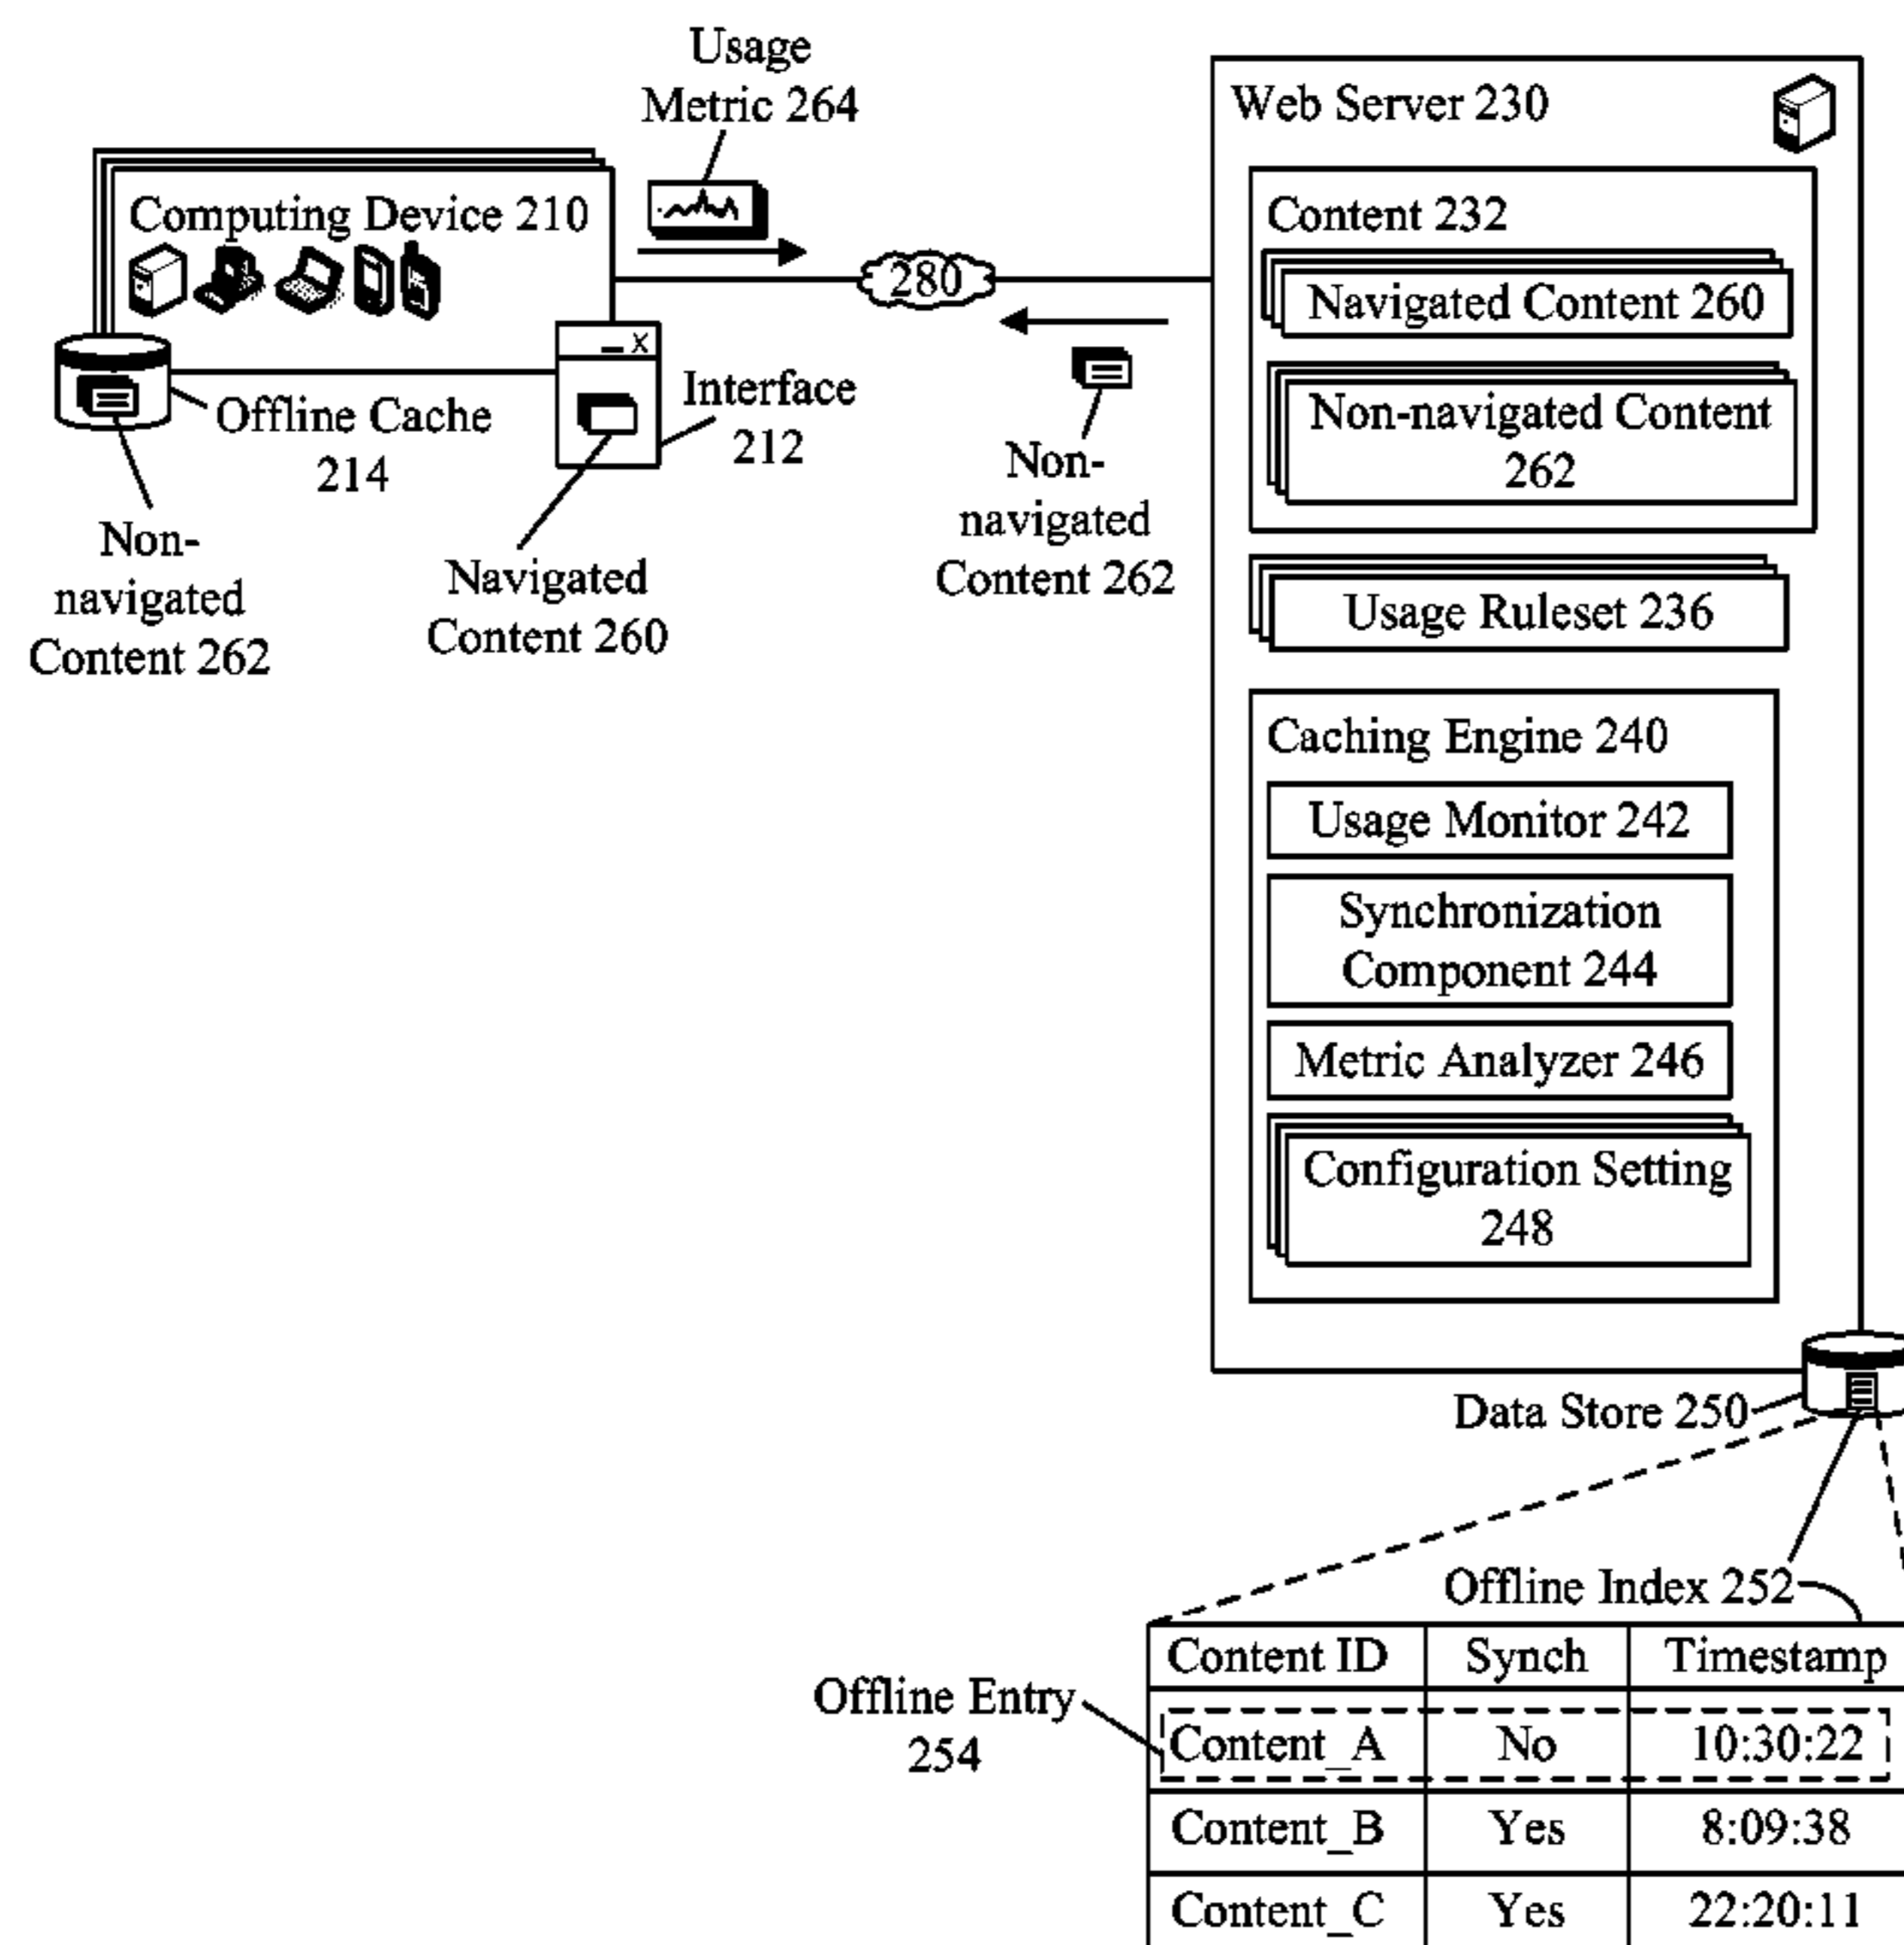 Usage
Metric 264
Computing Device 210
Offline Cache
214
Interface
212
Non-
navigated
Content 262
Navigated
Content 260
280
Non-
navigated
Content 262
Web Server 230
Content 232
Navigated Content 260
Non-navigated Content
262
Usage Ruleset 236
Caching Engine 240
Usage Monitor 242
Synchronization
Component 244
Metric Analyzer 246
Configuration Setting
248
Data Store 250
Offline Index 252
Offline Entry
254
Content ID Synch Timestamp
Content_A No 10:30:22
Content_B Yes 8:09:38
Content_C Yes 22:20:11